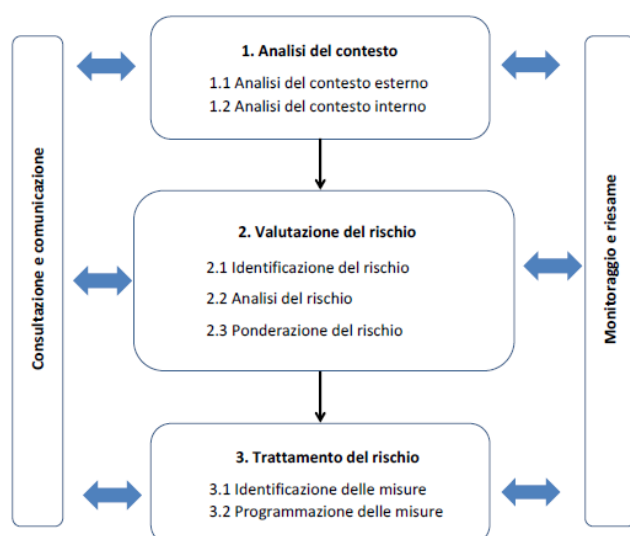 Consultazione e comunicazione
1. Analisi del contesto
1.1 Analisi del contesto esterno
1.2 Analisi del contesto interno
2. Valutazione del rischio
2.1 Identificazione del rischio
2.2 Analisi del rischio
2.3 Ponderazione del rischio
3. Trattamento del rischio
3.1 Identificazione delle misure
3.2 Programmazione delle misure
Monitoraggio e riesame